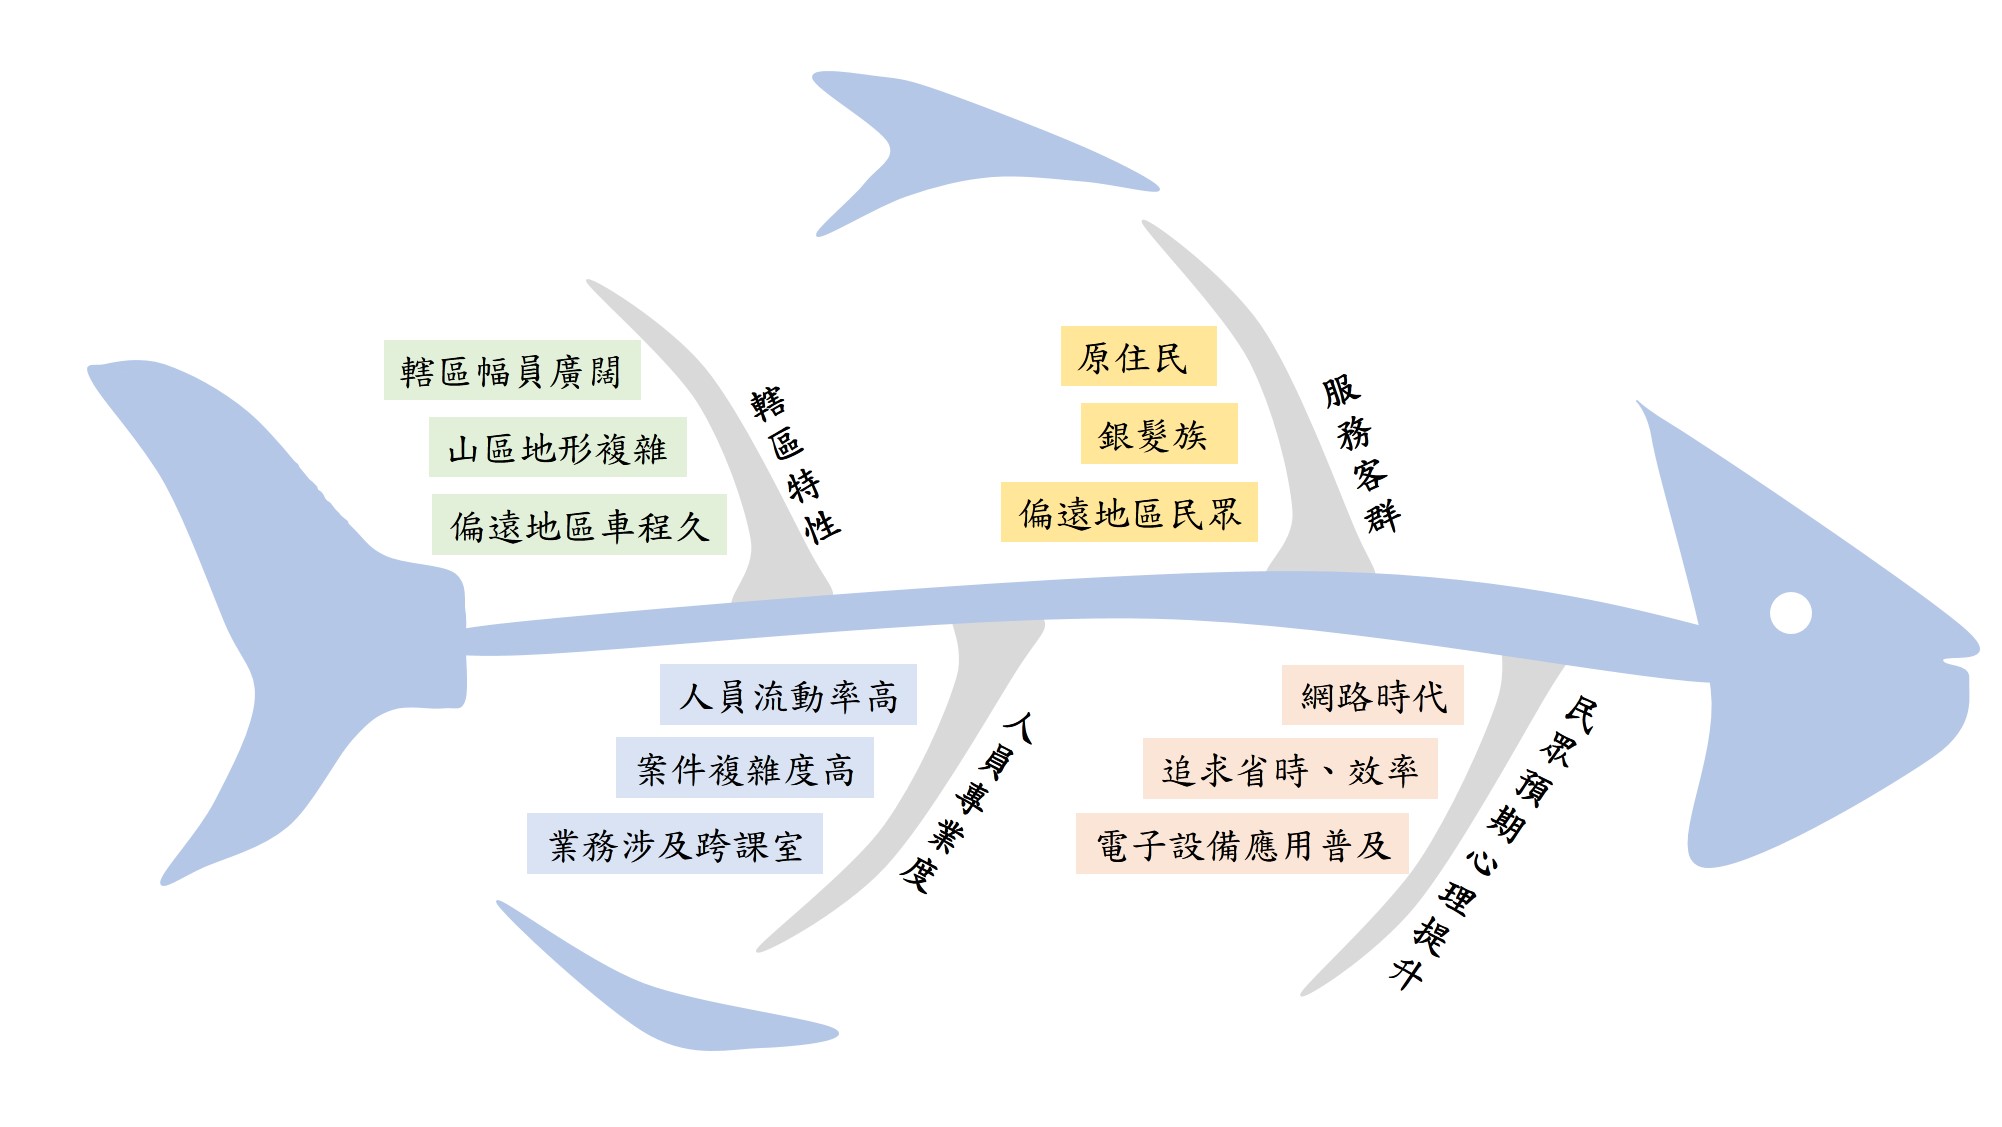 轄區幅員廣闊
山區地形複雜
偏遠地區車程久
轄區特性
原住民
銀髮族
偏遠地區民眾
服務客群
人員流動率高
案件複雜度高
業務涉及跨課室
人員專業度
網路時代
追求省時、效率
電子設備應用普及
民眾預期心理提升